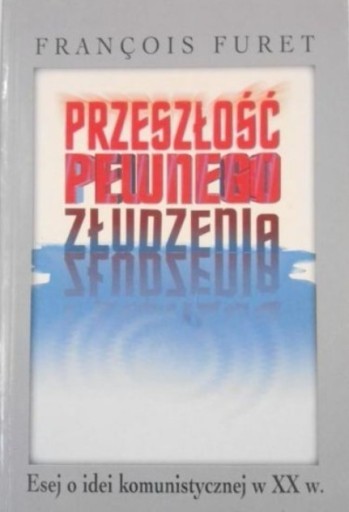 FRANÇOIS FURET
PRZESZŁOŚĆ
PEWNEGO
ZŁUDZENIA
Esej o idei komunistycznej w XX w.